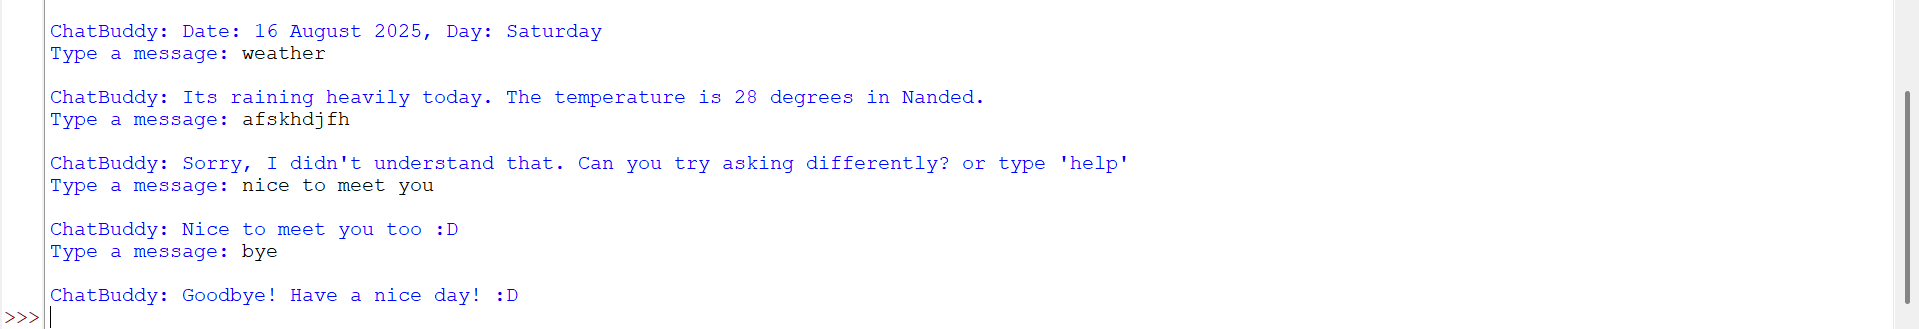 ChatBuddy: Date: 16 August 2025, Day: Saturday
Type a message: weather
ChatBuddy: Its raining heavily today. The temperature is 28 degrees in Nanded.
Type a message: afskhdjfh
ChatBuddy: Sorry, I didn't understand that. Can you try asking differently? or type 'help'
Type a message: nice to meet you
ChatBuddy: Nice to meet you too :D
Type a message: bye
ChatBuddy: Goodbye! Have a nice day! :D
>>>